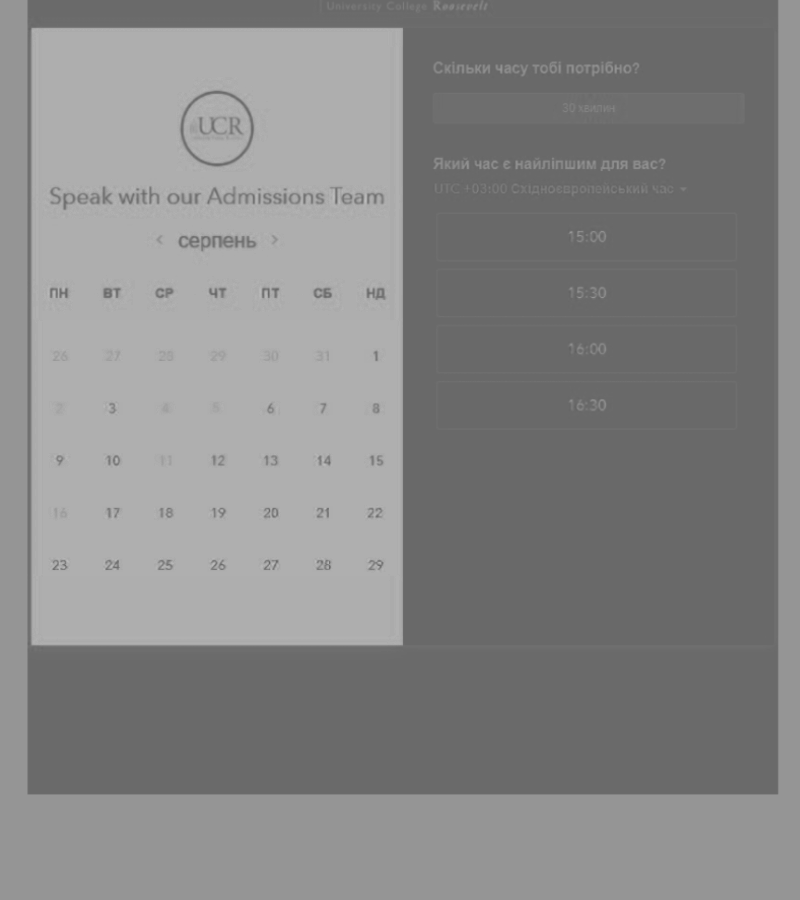 University College Roosevelt
UCR
Speak with our Admissions Team
< серпень >
ПН ВТ СР ЧТ ПТ СБ НД
26 27 28 29 30 31 1
2 3 4 5 6 7 8
9 10 11 12 13 14 15
16 17 18 19 20 21 22
23 24 25 26 27 28 29
Скільки часу тобі потрібно?
30 хвилин
Який час є найліпшим для вас?
UTC +03:00 Східноєвропейський час
15:00
15:30
16:00
16:30